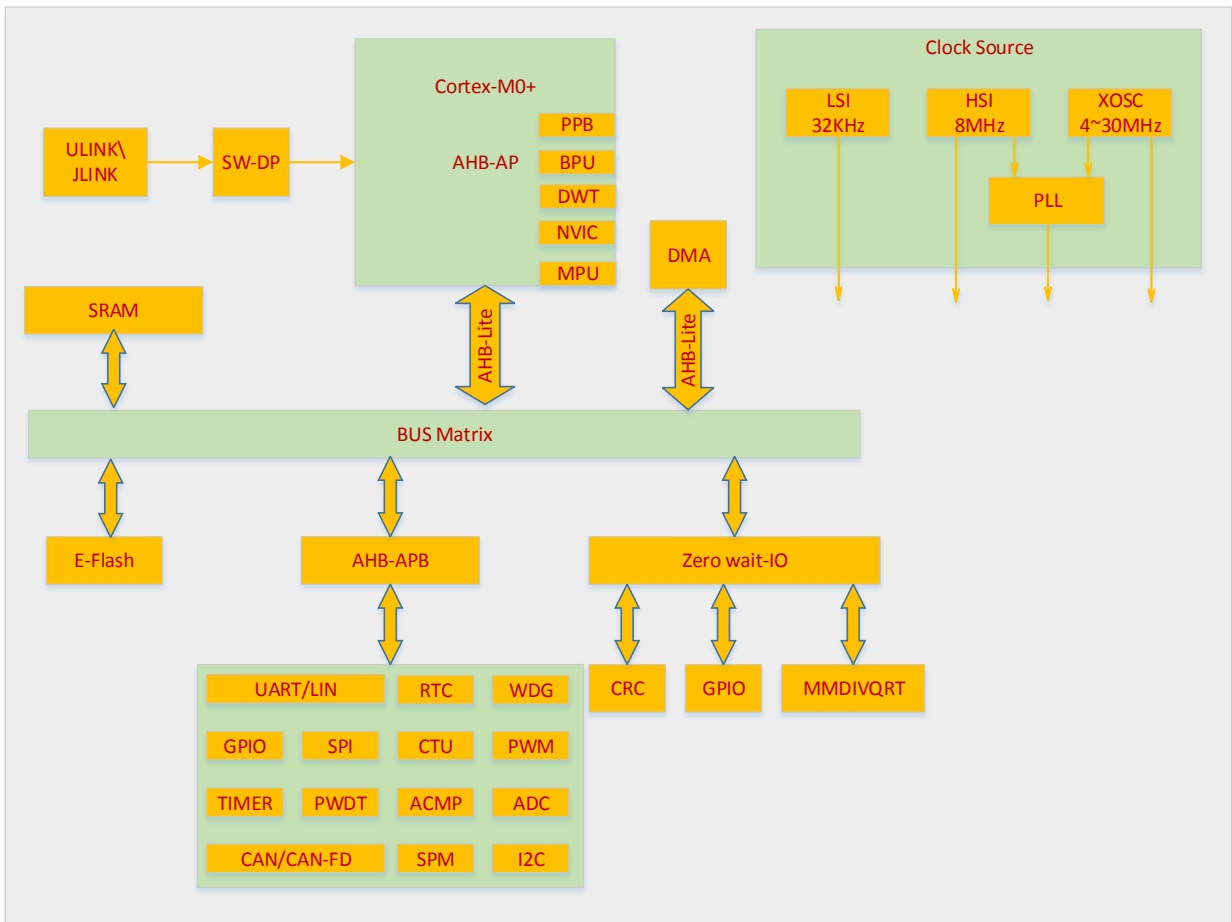 Clock Source
Cortex-M0+
LSI
32KHz
HSI
8MHz
XOSC
4~30MHz
PPB
ULINK\
JLINK
SW-DP
AHB-AP
BPU
DWT
PLL
NVIC
DMA
MPU
SRAM
AHB-Lite
AHB-Lite
BUS Matrix
E-Flash
AHB-APB
Zero wait-IO
UART/LIN
RTC
WDG
CRC
GPIO
MMDIVQRT
GPIO
SPI
CTU
PWM
TIMER
PWDT
ACMP
ADC
CAN/CAN-FD
SPM
I2C